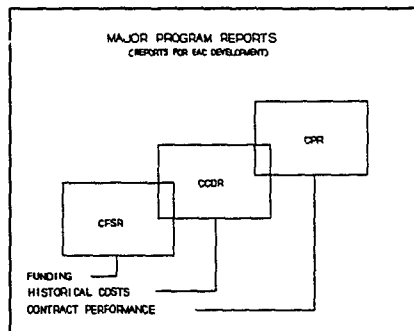 MAJOR PROGRAM REPORTS
(REPORTS FOR EAC DEVELOPMENT)
CPR
CCDR
CFSR
FUNDING
HISTORICAL COSTS
CONTRACT PERFORMANCE